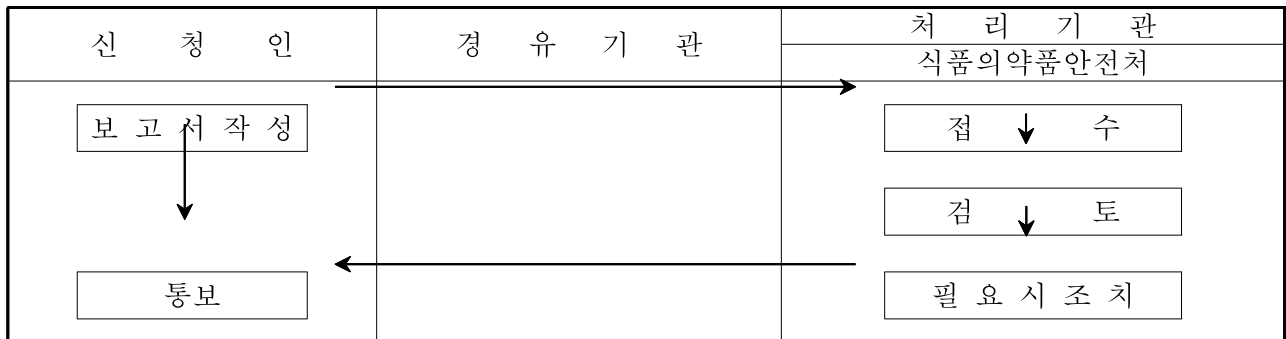 신 청 인
경 유 기 관
처 리 기 관
식품의약품안전처
보 고 서 작 성
접 수
검 토
통보
필 요 시 조 치